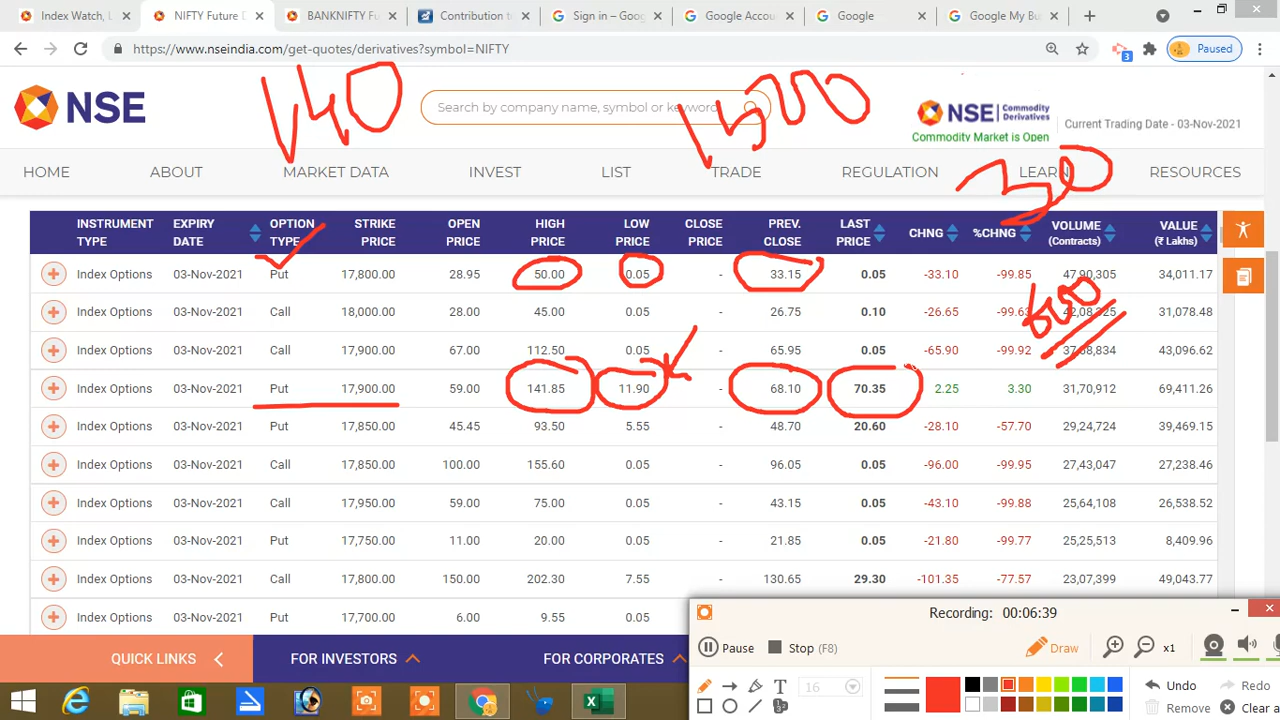 Index Watch, L
NIFTY Future D
BANKNIFTY Fu
Contribution t
Sign in – Goog
Google Accou
Google
Google My Bu
https://www.nseindia.com/get-quotes/derivatives?symbol=NIFTY
3
Paused
NSE
440
Search by company name, symbol or keyword
1500
NSE Commodity Derivatives
Commodity Market is Open
Current Trading Date - 03-Nov-2021
HOME ABOUT MARKET DATA INVEST LIST TRADE REGULATION LEARN RESOURCES
30
INSTRUMENT TYPE EXPIRY DATE OPTION TYPE STRIKE PRICE OPEN PRICE HIGH PRICE LOW PRICE CLOSE PRICE PREV. CLOSE LAST PRICE CHNG %CHNG VOLUME (Contracts) VALUE (₹ Lakhs)
Index Options 03-Nov-2021 Put 17,800.00 28.95 50.00 0.05 - 33.15 0.05 -33.10 -99.85 47,90,305 34,011.17
Index Options 03-Nov-2021 Call 18,000.00 28.00 45.00 0.05 - 26.75 0.10 -26.65 -99.63 42,08,325 31,078.48
600
Index Options 03-Nov-2021 Call 17,900.00 67.00 112.50 0.05 - 65.95 0.05 -65.90 -99.92 37,68,834 43,096.62
Index Options 03-Nov-2021 Put 17,900.00 59.00 141.85 11.90 - 68.10 70.35 2.25 3.30 31,70,912 69,411.26
Index Options 03-Nov-2021 Put 17,850.00 45.45 93.50 5.55 - 48.70 20.60 -28.10 -57.70 29,24,724 39,469.15
Index Options 03-Nov-2021 Call 17,850.00 100.00 155.60 0.05 - 96.05 0.05 -96.00 -99.95 27,43,047 27,238.46
Index Options 03-Nov-2021 Call 17,950.00 59.00 75.00 0.05 - 43.15 0.05 -43.10 -99.88 25,64,108 26,538.52
Index Options 03-Nov-2021 Put 17,750.00 11.00 20.00 0.05 - 21.85 0.05 -21.80 -99.77 25,25,513 8,409.96
Index Options 03-Nov-2021 Call 17,800.00 150.00 202.30 7.55 - 130.65 29.30 -101.35 -77.57 23,07,399 49,043.77
Index Options 03-Nov-2021 Put 17,700.00 6.00 9.55 0.05
QUICK LINKS FOR INVESTORS FOR CORPORATES
Recording: 00:06:39
Pause Stop (F8) Draw x1
T 16 Undo Redo
Remove Clear a